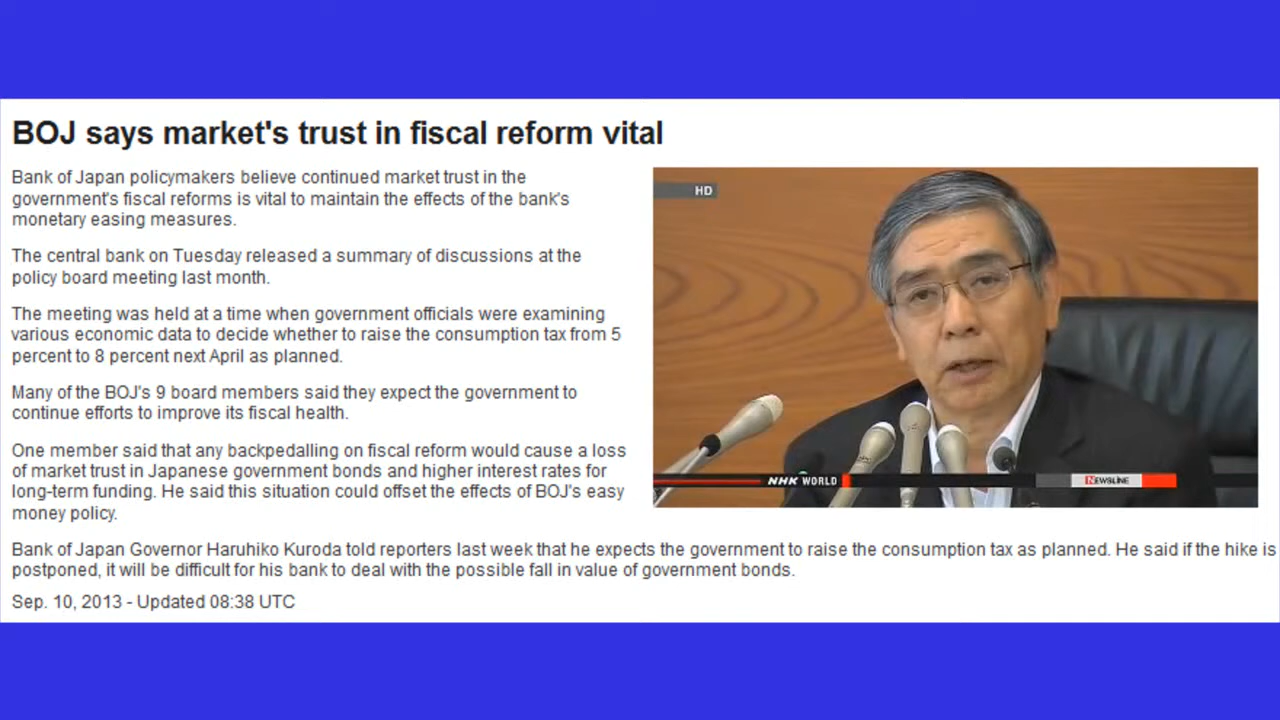 BOJ says market's trust in fiscal reform vital
Bank of Japan policymakers believe continued market trust in the
government's fiscal reforms is vital to maintain the effects of the bank's
monetary easing measures.
The central bank on Tuesday released a summary of discussions at the
policy board meeting last month.
The meeting was held at a time when government officials were examining
various economic data to decide whether to raise the consumption tax from 5
percent to 8 percent next April as planned.
Many of the BOJ's 9 board members said they expect the government to
continue efforts to improve its fiscal health.
One member said that any backpedalling on fiscal reform would cause a loss
of market trust in Japanese government bonds and higher interest rates for
long-term funding. He said this situation could offset the effects of BOJ's easy
money policy.
HD
NHK WORLD
NEWSLINE
Bank of Japan Governor Haruhiko Kuroda told reporters last week that he expects the government to raise the consumption tax as planned. He said if the hike is
postponed, it will be difficult for his bank to deal with the possible fall in value of government bonds.
Sep. 10, 2013 - Updated 08:38 UTC